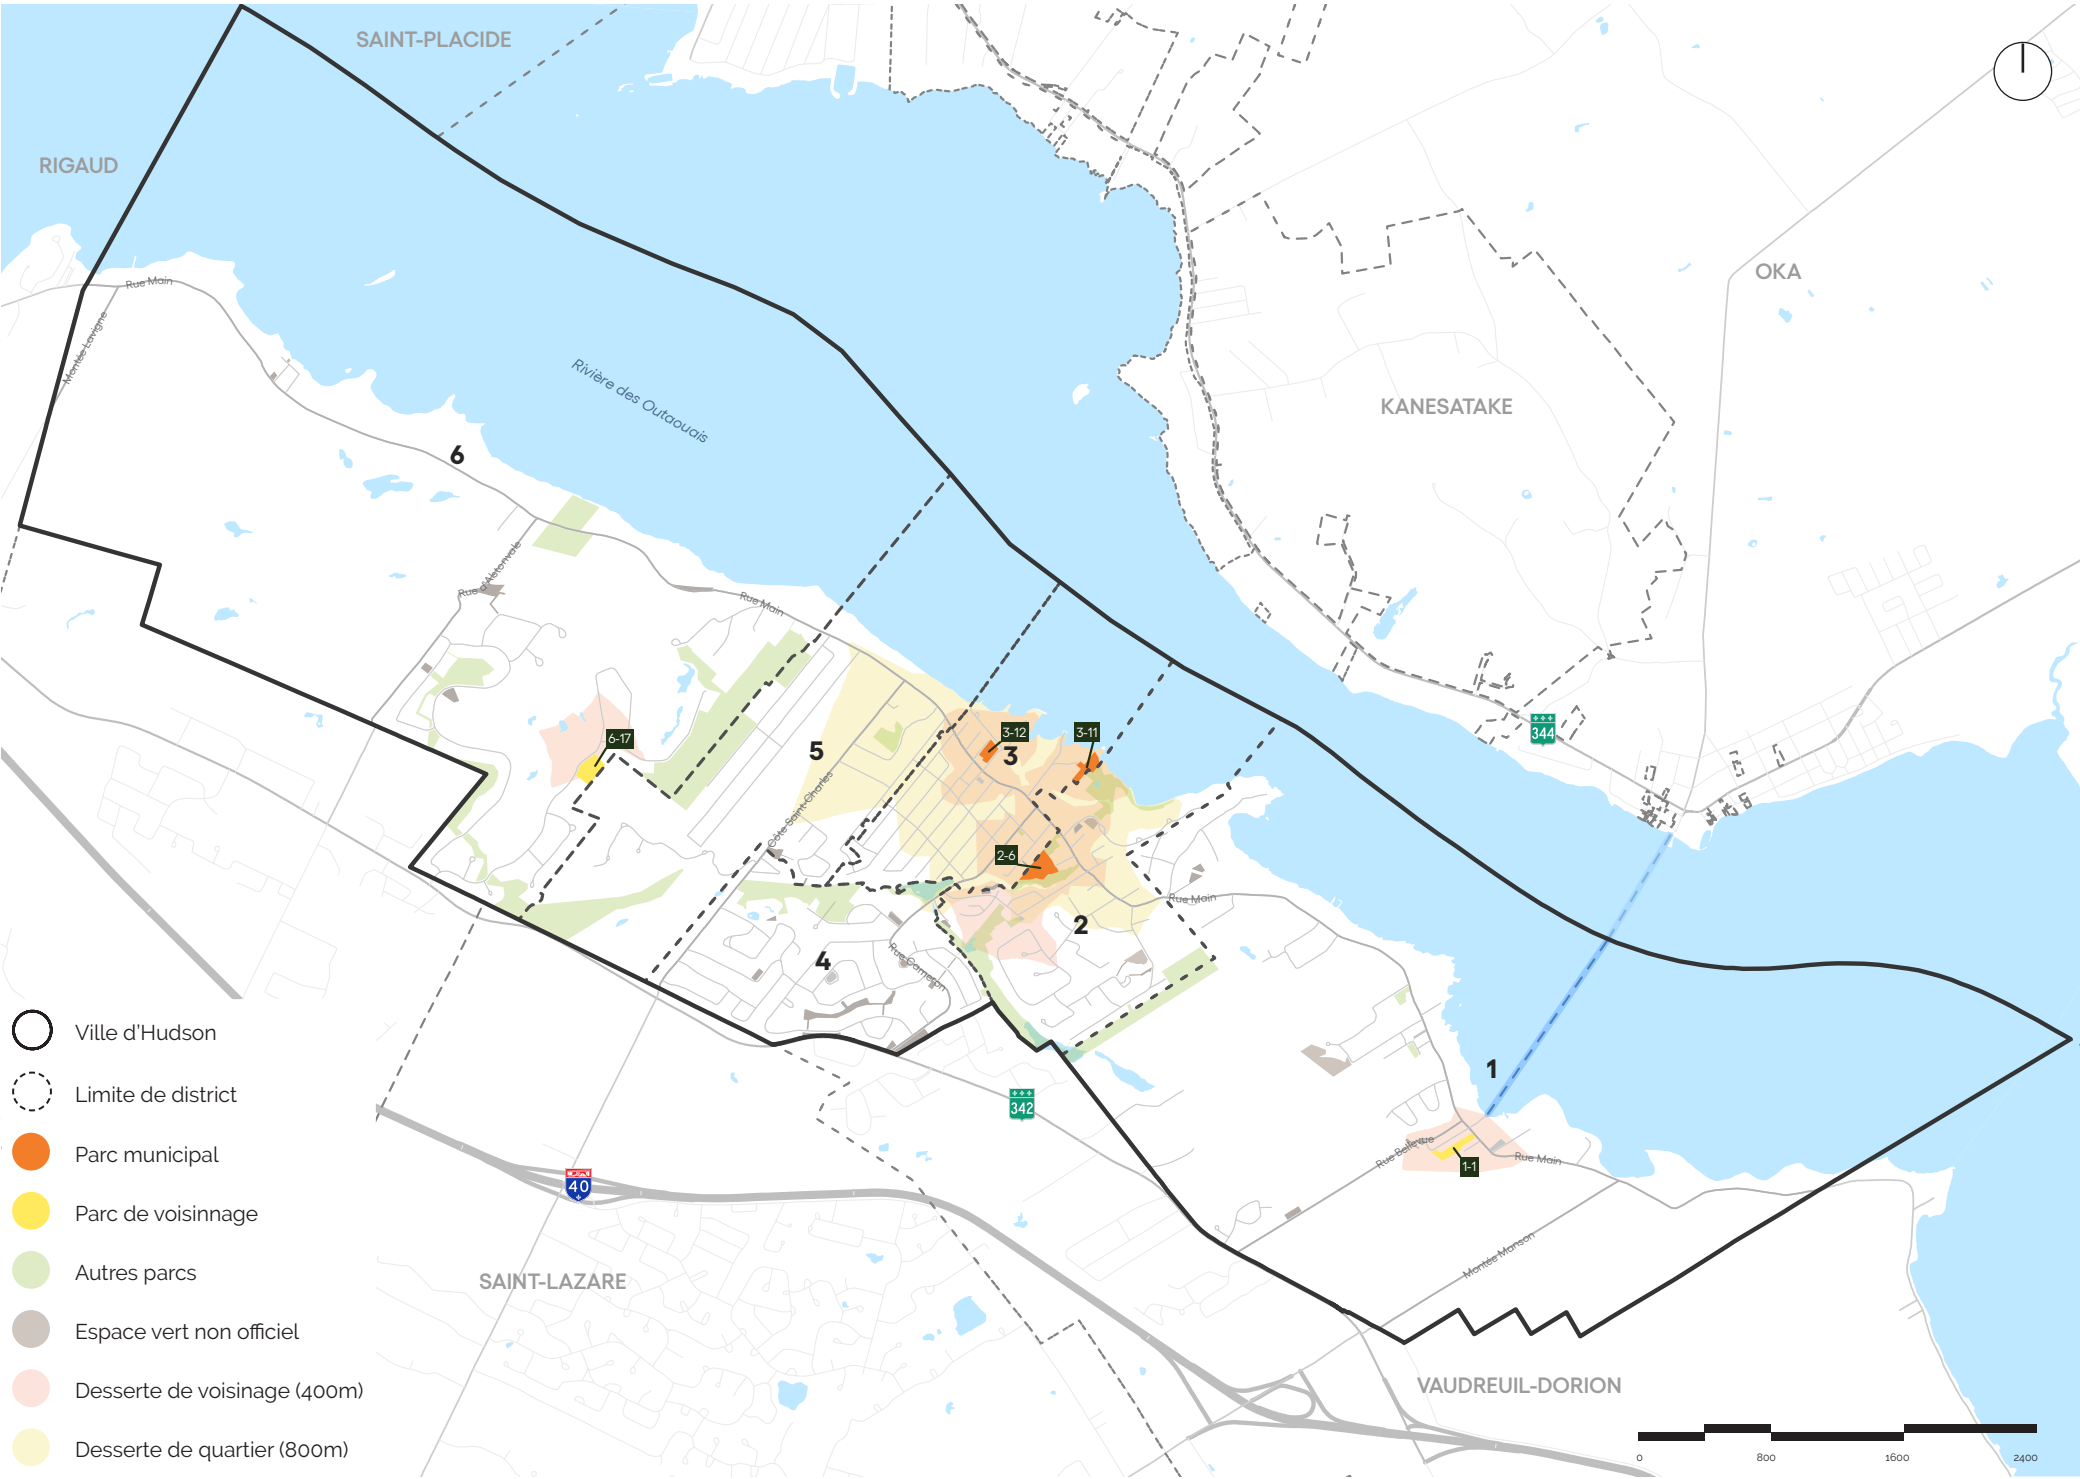 SAINT-PLACIDE
RIGAUD
OKA
Rue Main
Montée Lavigne
Rivière des Outaouais
KANESATAKE
6
Rue d'Alstonvale
Rue Main
344
6-17
5
3-12
3
3-11
Côte Saint-Charles
2-6
Rue Main
2
4
Rue Cameron
1
342
Rue Bellevue
1-1
Rue Main
40
Montée Manson
SAINT-LAZARE
VAUDREUIL-DORION
Ville d'Hudson
Limite de district
Parc municipal
Parc de voisinnage
Autres parcs
Espace vert non officiel
Desserte de voisinage (400m)
Desserte de quartier (800m)
0 800 1600 2400